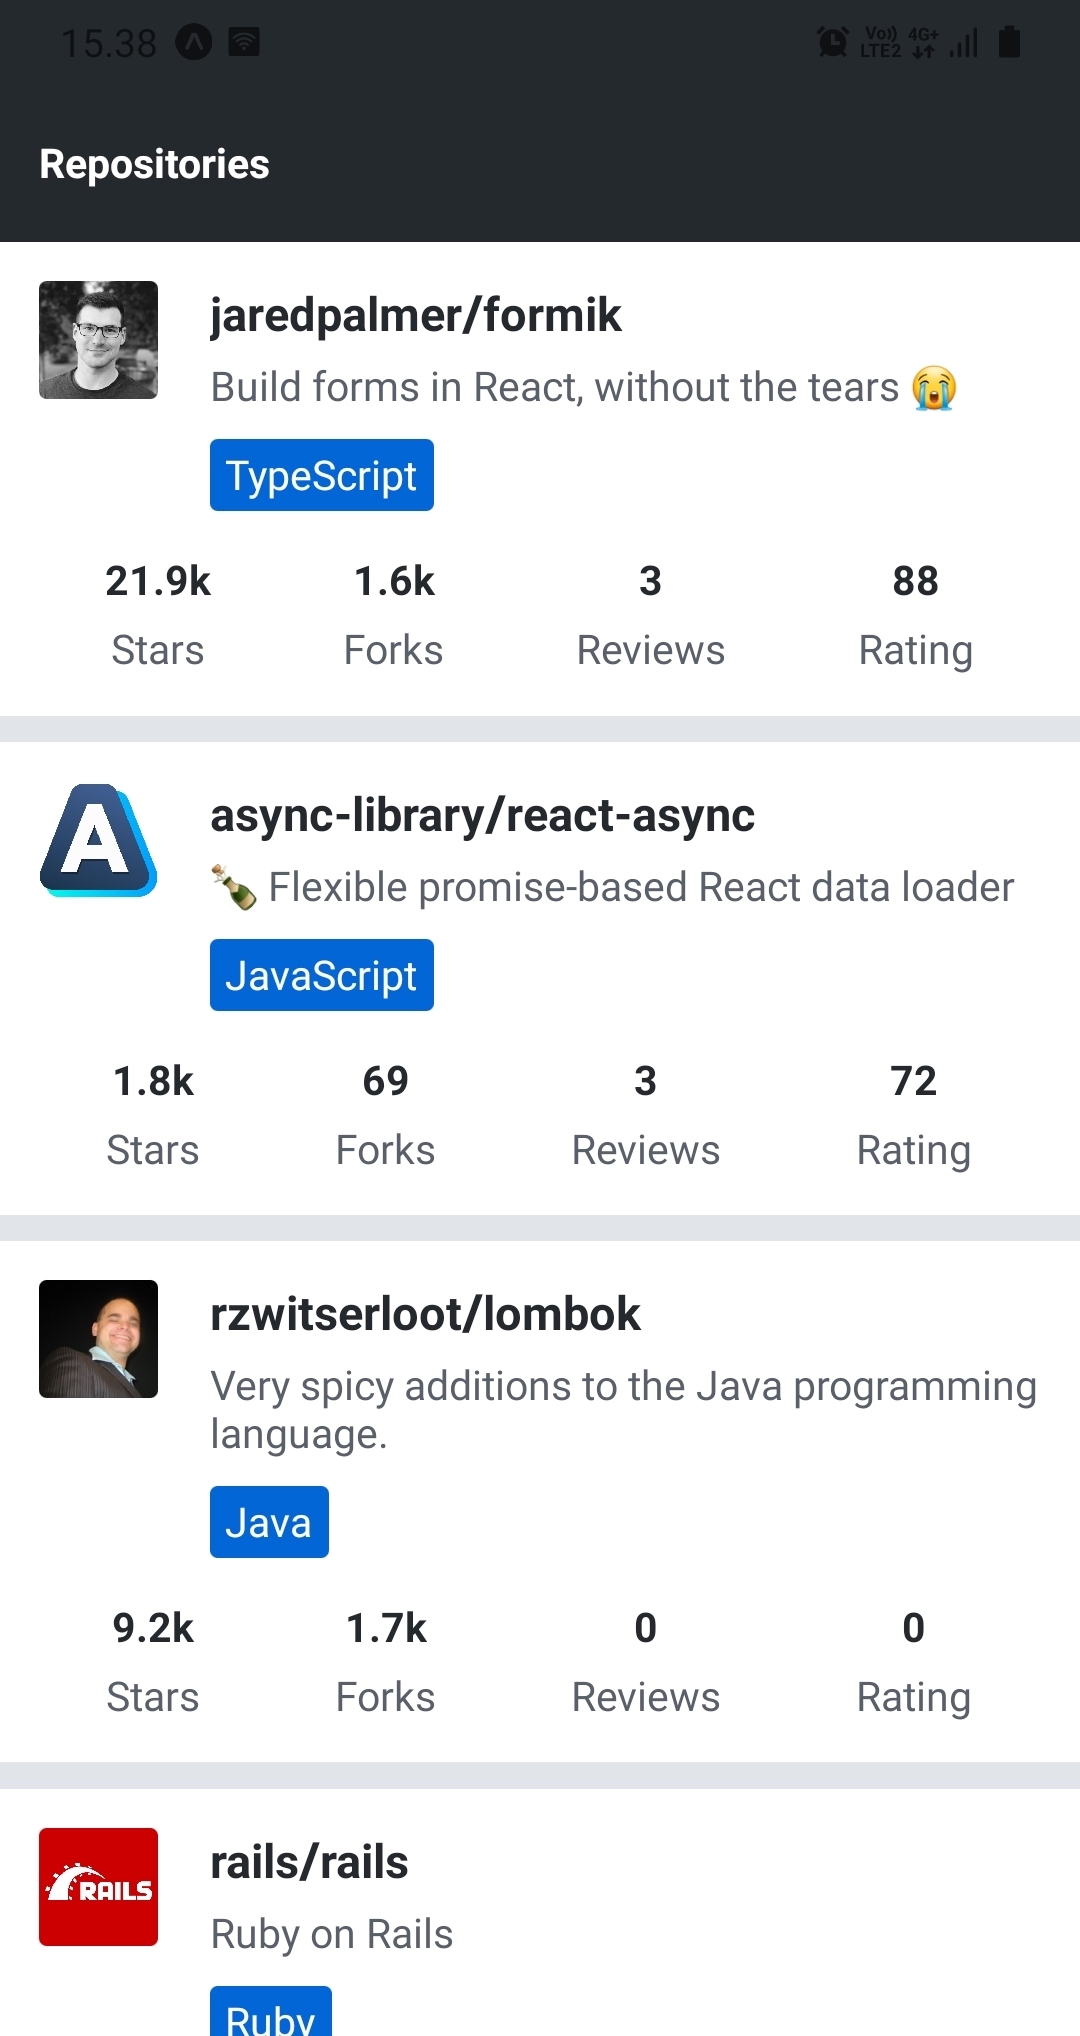 15.38
Vo)) 4G+
LTE2
Repositories
jaredpalmer/formik
Build forms in React, without the tears 😭
TypeScript
21.9k 1.6k 3 88
Stars Forks Reviews Rating
A
async-library/react-async
🍾 Flexible promise-based React data loader
JavaScript
1.8k 69 3 72
Stars Forks Reviews Rating
rzwitserloot/lombok
Very spicy additions to the Java programming
language.
Java
9.2k 1.7k 0 0
Stars Forks Reviews Rating
RAILS
rails/rails
Ruby on Rails
Ruby